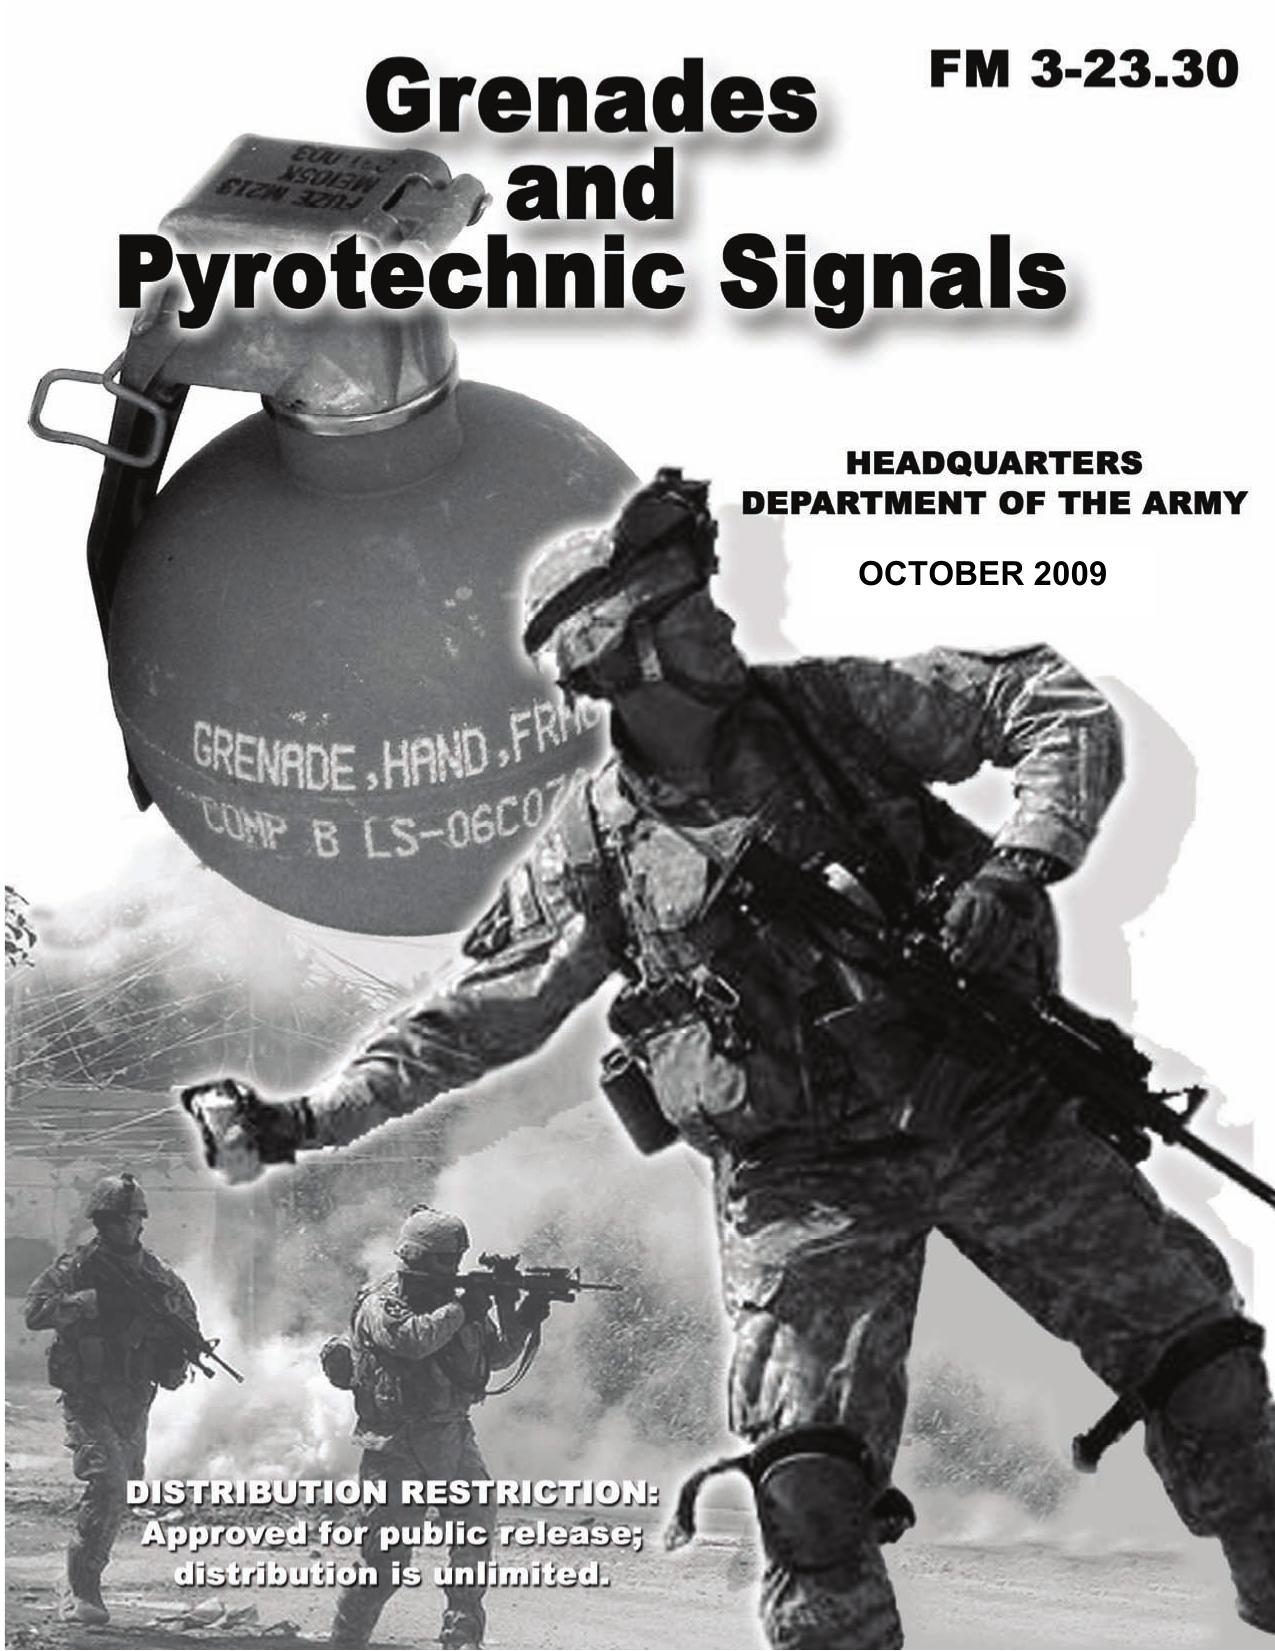 FM 3-23.30
Grenades
and
Pyrotechnic Signals
FUZE M213
HEADQUARTERS
DEPARTMENT OF THE ARMY
OCTOBER 2009
GRENADE, HAND, FRAG
COMP B LS-06C07
DISTRIBUTION RESTRICTION:
Approved for public release;
distribution is unlimited.